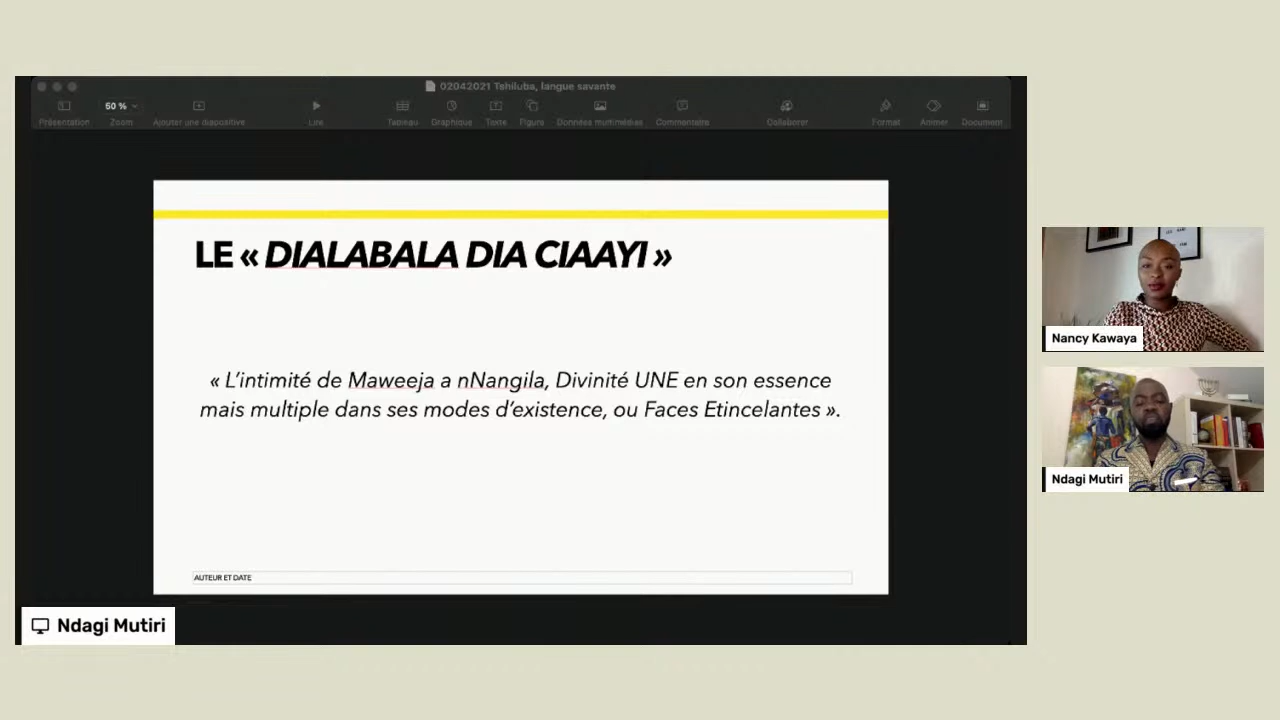 02042021 Tshiluba, langue savante
50 %
Présentation Zoom Ajouter une diapositive Lire Tableau Graphique Texte Figure Données multimédias Commentaire Collaborer Format Animer Document
LE « DIALABALA DIA CIAAYI »
« L’intimité de Maweeja a nNangila, Divinité UNE en son essence
mais multiple dans ses modes d’existence, ou Faces Etincelantes ».
AUTEUR ET DATE
Ndagi Mutiri
Nancy Kawaya
Ndagi Mutiri